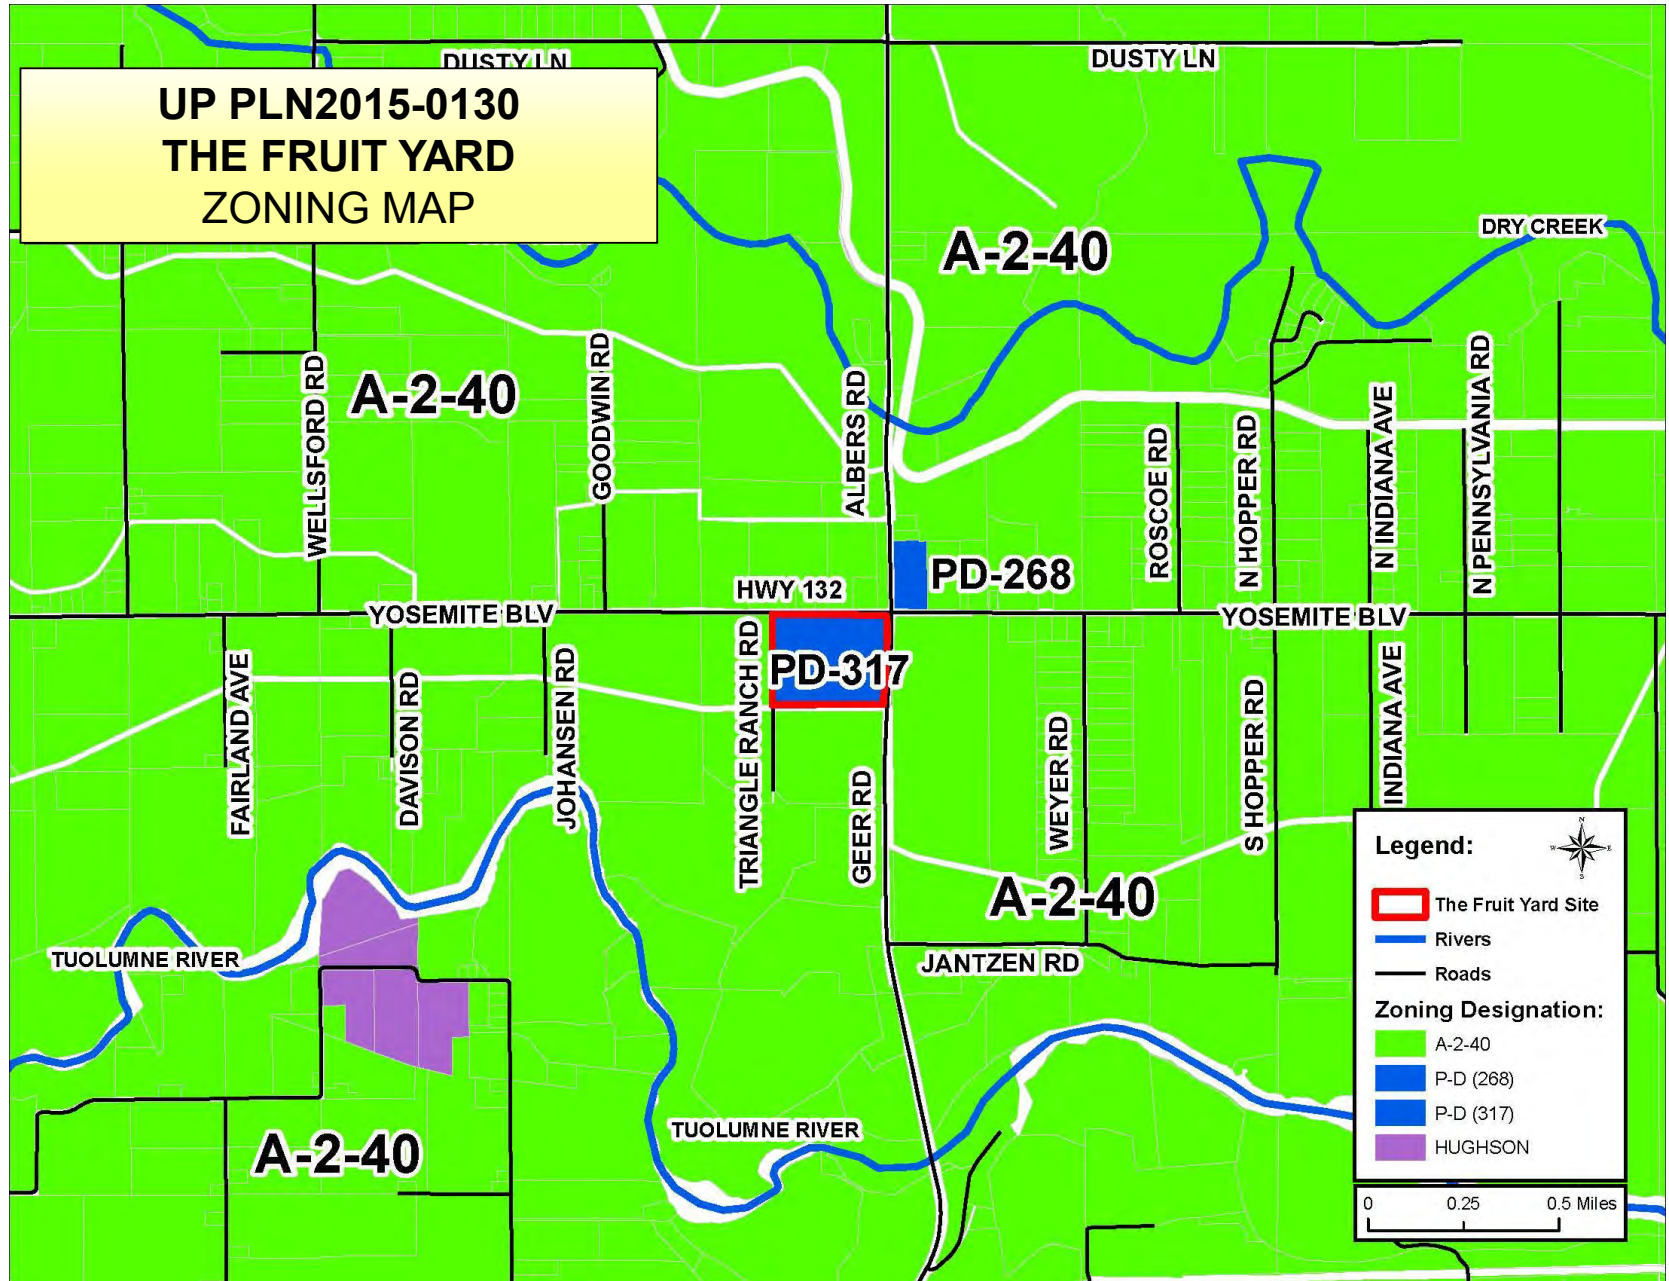 DUSTY LN
DUSTY LN
UP PLN2015-0130
THE FRUIT YARD
ZONING MAP
A-2-40
DRY CREEK
A-2-40
WELLSFORD RD
GOODWIN RD
ALBERS RD
ROSCOE RD
N HOPPER RD
N INDIANA AVE
N PENNSYLVANIA RD
PD-268
HWY 132
YOSEMITE BLV
YOSEMITE BLV
FAIRLAND AVE
DAVISON RD
JOHANSEN RD
TRIANGLE RANCH RD
PD-317
GEER RD
WEYER RD
S HOPPER RD
INDIANA AVE
A-2-40
TUOLUMNE RIVER
JANTZEN RD
TUOLUMNE RIVER
A-2-40
Legend:
N
W E
S
The Fruit Yard Site
Rivers
Roads
Zoning Designation:
A-2-40
P-D (268)
P-D (317)
HUGHSON
0 0.25 0.5 Miles